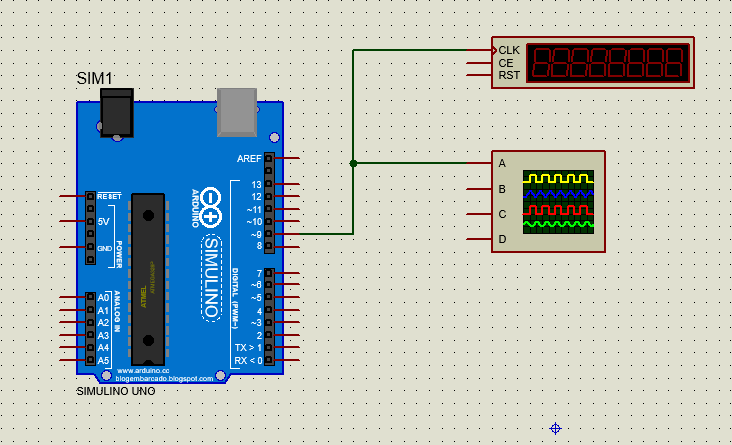 SIM1
CLK
CE
RST
AREF
13
12
~11
~10
~9
8
7
~6
~5
4
~3
2
TX > 1
RX < 0
RESET
5V
GND
POWER
A0
A1
A2
A3
A4
A5
ANALOG IN
ATMEL
ARDUINO
SIMULINO
DIGITAL (PWM~)
www.arduino.cc
blogembarcado.blogspot.com
SIMULINO UNO
A
B
C
D